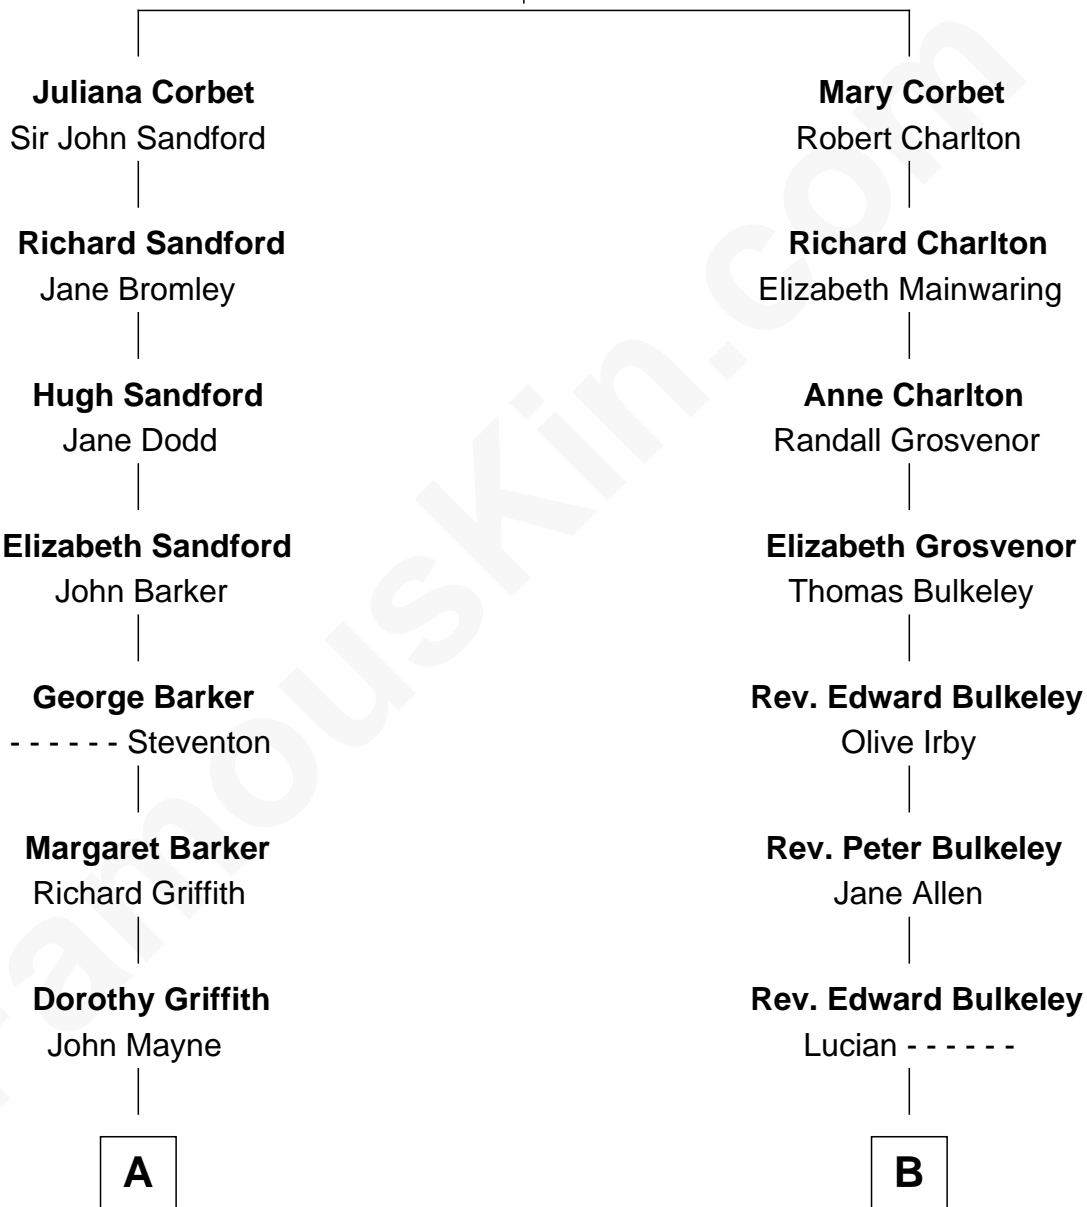 Juliana Corbet
Sir John Sandford
Richard Sandford
Jane Bromley
Hugh Sandford
Jane Dodd
Elizabeth Sandford
John Barker
George Barker
- - - - - - Steventon
Margaret Barker
Richard Griffith
Dorothy Griffith
John Mayne
A
Mary Corbet
Robert Charlton
Richard Charlton
Elizabeth Mainwaring
Anne Charlton
Randall Grosvenor
Elizabeth Grosvenor
Thomas Bulkeley
Rev. Edward Bulkeley
Olive Irby
Rev. Peter Bulkeley
Jane Allen
Rev. Edward Bulkeley
Lucian - - - - - -
B
FamousKin.com